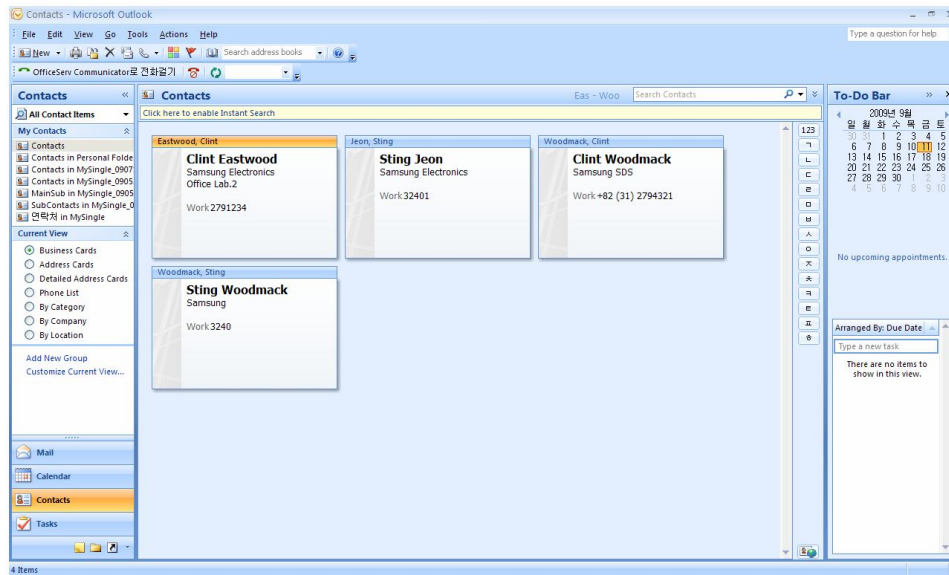 Contacts - Microsoft Outlook
File Edit View Go Tools Actions Help
Type a question for help
New Search address books
OfficeServ Communicator로 전화걸기
Contacts «
All Contact Items
My Contacts
Contacts
Contacts in Personal Folde
Contacts in MySingle_0907
Contacts in MySingle_0905
MainSub in MySingle_0905
SubContacts in MySingle_0
연락처 in MySingle
Current View
Business Cards
Address Cards
Detailed Address Cards
Phone List
By Category
By Company
By Location
Add New Group
Customize Current View...
Mail
Calendar
Contacts
Tasks
4 Items
Contacts Eas - Woo Search Contacts
Click here to enable Instant Search
Eastwood, Clint
Clint Eastwood
Samsung Electronics
Office Lab.2
Work 2791234
Jeon, Sting
Sting Jeon
Samsung Electronics
Work 32401
Woodmack, Clint
Clint Woodmack
Samsung SDS
Work +82 (31) 2794321
Woodmack, Sting
Sting Woodmack
Samsung
Work 3240
123
ㄱ
ㄴ
ㄷ
ㄹ
ㅁ
ㅂ
ㅅ
ㅇ
ㅈ
ㅊ
ㅋ
ㅌ
ㅍ
ㅎ
To-Do Bar »
2009년 9월
일 월 화 수 목 금 토
30 31 1 2 3 4 5
6 7 8 9 10 11 12
13 14 15 16 17 18 19
20 21 22 23 24 25 26
27 28 29 30 1 2 3
4 5 6 7 8 9 10
No upcoming appointments.
Arranged By: Due Date
Type a new task
There are no items to
show in this view.